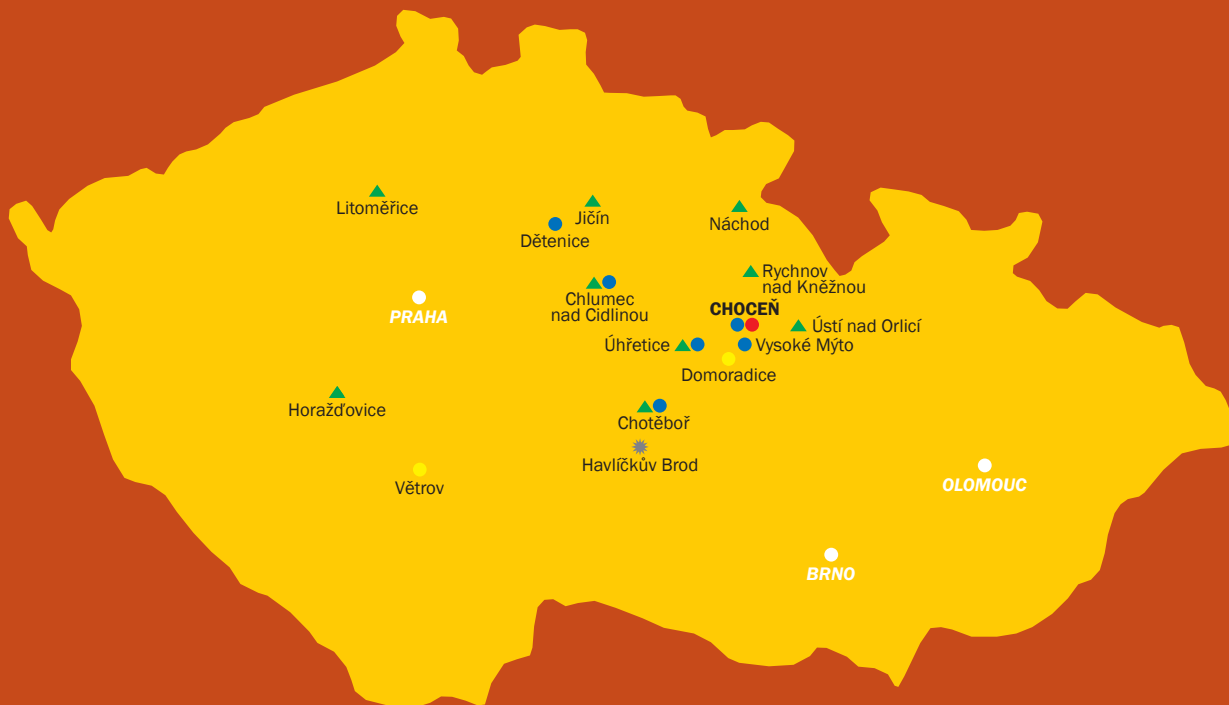 Litoměřice
Jičín
Dětenice
Náchod
Rychnov
nad Kněžnou
Chlumec
nad Cidlinou
PRAHA
CHOCEŇ
Ústí nad Orlicí
Úhřetice
Vysoké Mýto
Domoradice
Horažďovice
Chotěboř
Havlíčkův Brod
Větrov
OLOMOUC
BRNO